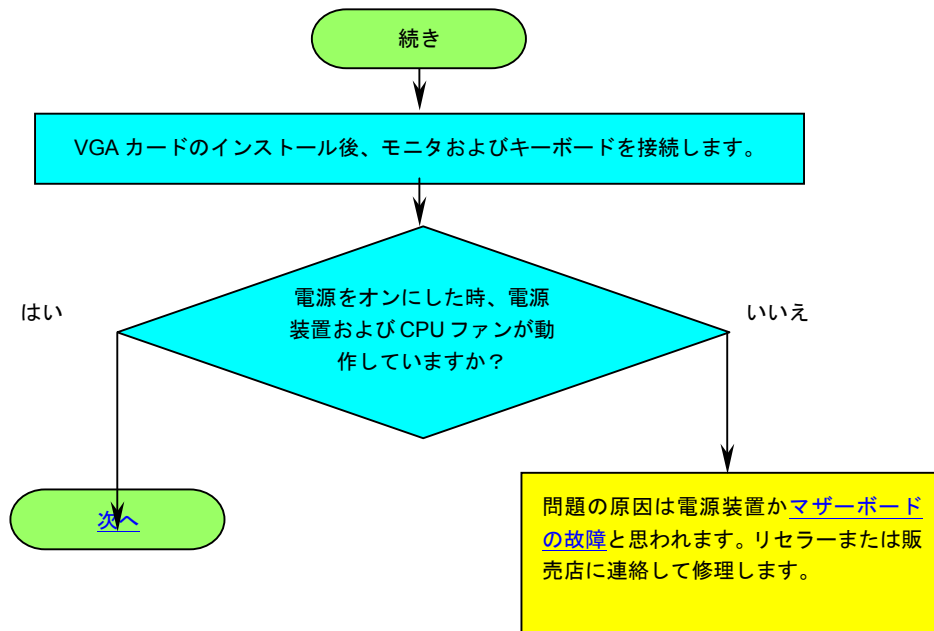 続き
VGA カードのインストール後、モニタおよびキーボードを接続します。
電源をオンにした時、電源
装置および CPU ファンが動
作していますか?
はい
いいえ
次へ
問題の原因は電源装置かマザーボード
の故障と思われます。リセラーまたは販
売店に連絡して修理します。